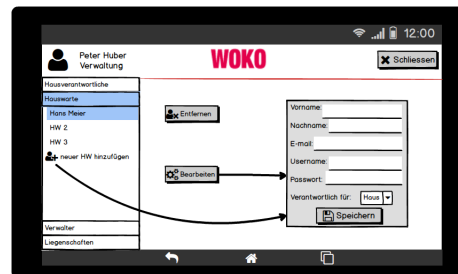 12:00
Peter Huber
Verwaltung
WOKO
Schliessen
Hausverantwortliche
Hauswarte
Hans Meier
HW 2
HW 3
neuer HW hinzufügen
Verwalter
Liegenschaften
Entfernen
Bearbeiten
Vorname:
Nachname:
E-mail:
Username:
Passwort:
Verantwortlich für: Haus
Speichern